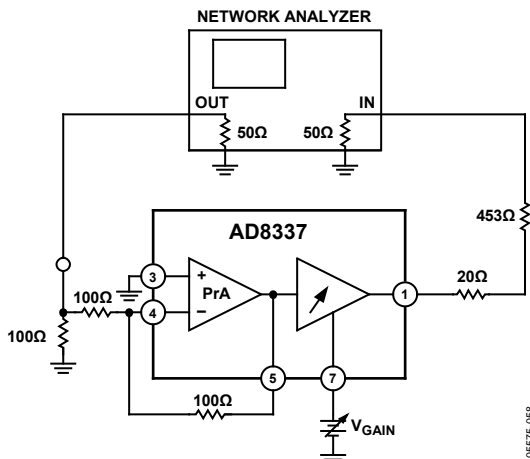 NETWORK ANALYZER
OUT
IN
50Ω
50Ω
453Ω
AD8337
20Ω
3
+
PrA
1
100Ω
4
–
100Ω
5
7
100Ω
VGAIN
05575-058